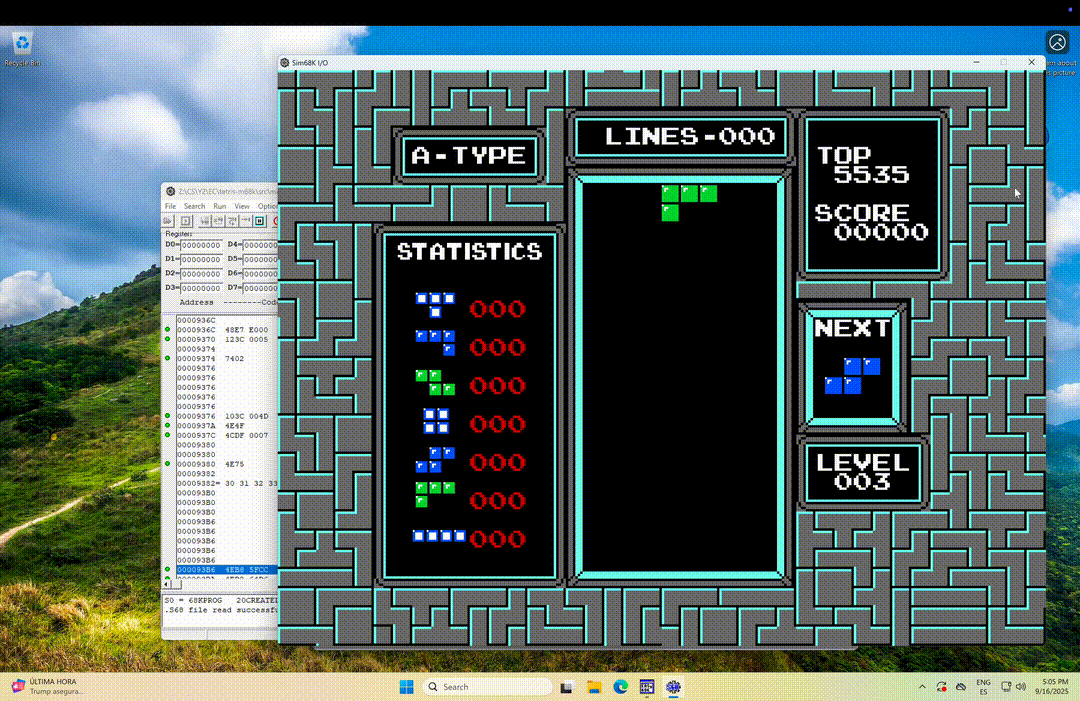 Recycle Bin
Sim68K I/O
A-TYPE
LINES-000
TOP
5535
SCORE
00000
STATISTICS
000
000
000
000
000
000
000
NEXT
LEVEL
003
Z:\CS\Y2\EC\tetris-m68k\src\m
File Search Run View Optio
Registers
D0= 00000000 D4= 0000000
D1= 00000000 D5= 0000000
D2= 00000000 D6= 0000000
D3= 00000000 D7= 0000000
Address --------Cod
0000936C
0000936C 48E7 E000
00009370 123C 0005
00009374
00009374 7402
00009376
00009376
00009376
00009376
00009376
00009376 103C 004D
0000937A 4E4F
0000937C 4CDF 0007
00009380
00009380
00009380 4E75
00009382
00009382= 30 31 32 33
000093B0
000093B0
000093B0
000093B6
000093B6
000093B6
000093B6
000093B6
000093B6 4EB8 5FCC
S0 = 68KPROG 20CREATE
.S68 file read successfu
ÚLTIMA HORA
Trump asegura...
Search
ENG
ES
5:05 PM
9/16/2025